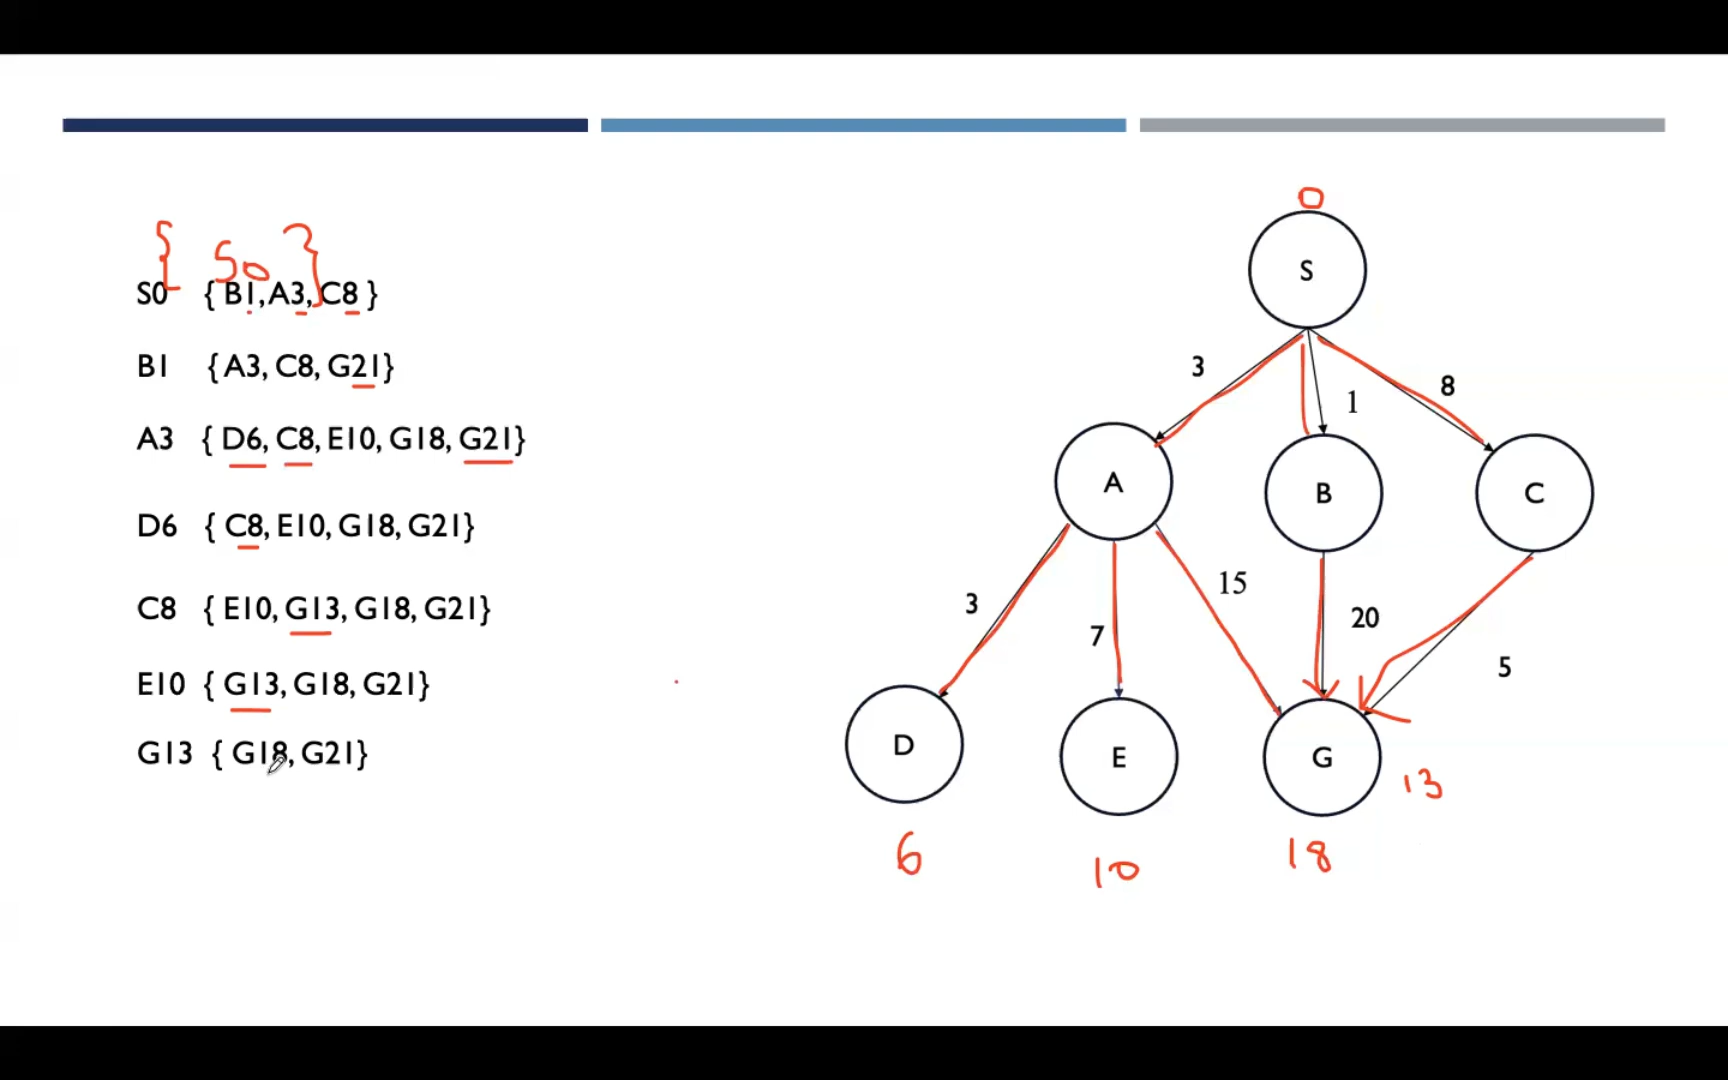 { S0 }
S0 { B1,A3, C8 }
B1 {A3, C8, G21}
A3 { D6, C8, E10, G18, G21}
D6 { C8, E10, G18, G21}
C8 { E10, G13, G18, G21}
E10 { G13, G18, G21}
G13 { G18, G21}
0
S
3
1
8
A
B
C
3
7
15
20
5
D
E
G
13
6
10
18